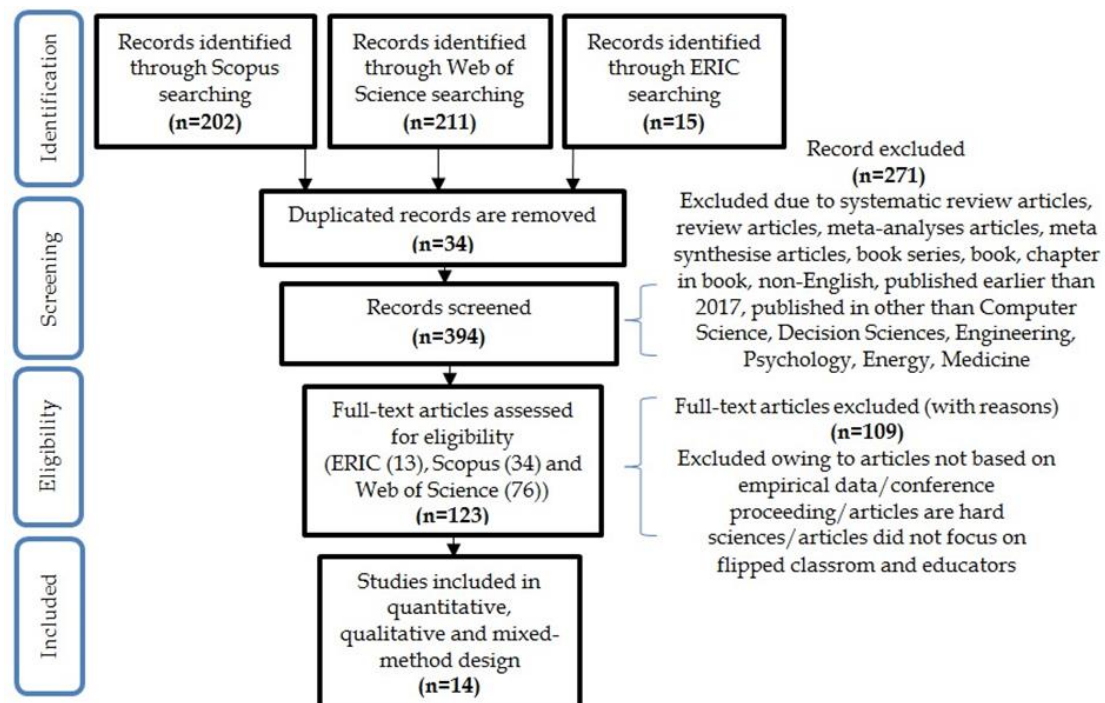 Identification
Records identified
through Scopus
searching
(n=202)
Records identified
through Web of
Science searching
(n=211)
Records identified
through ERIC
searching
(n=15)
Record excluded
(n=271)
Excluded due to systematic review articles,
review articles, meta-analyses articles, meta
synthesise articles, book series, book, chapter
in book, non-English, published earlier than
2017, published in other than Computer
Science, Decision Sciences, Engineering,
Psychology, Energy, Medicine
Screening
Duplicated records are removed
(n=34)
Records screened
(n=394)
Eligibility
Full-text articles assessed
for eligibility
(ERIC (13), Scopus (34) and
Web of Science (76))
(n=123)
Full-text articles excluded (with reasons)
(n=109)
Excluded owing to articles not based on
empirical data/conference
proceeding/articles are hard
sciences/articles did not focus on
flipped classrom and educators
Included
Studies included in
quantitative,
qualitative and mixed-
method design
(n=14)